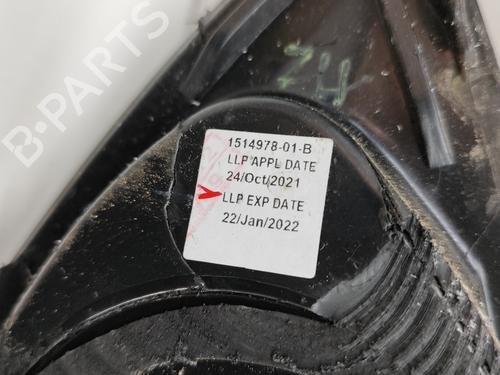 B-PARTS
1514978-01-B
LLP APPL DATE
24/Oct/2021
LLP EXP DATE
22/Jan/2022